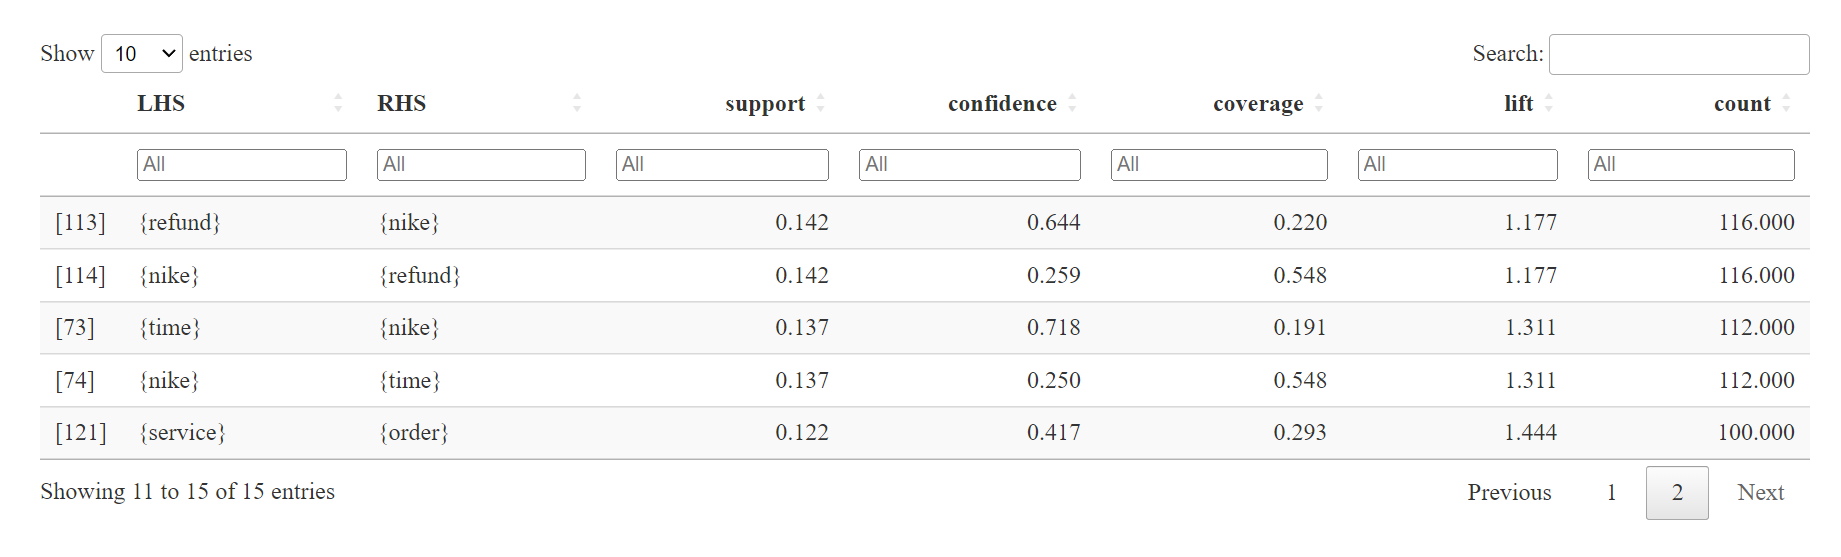 Show 10 entries Search:
LHS RHS support confidence coverage lift count
All All All All All All All
[113] {refund} {nike} 0.142 0.644 0.220 1.177 116.000
[114] {nike} {refund} 0.142 0.259 0.548 1.177 116.000
[73] {time} {nike} 0.137 0.718 0.191 1.311 112.000
[74] {nike} {time} 0.137 0.250 0.548 1.311 112.000
[121] {service} {order} 0.122 0.417 0.293 1.444 100.000
Showing 11 to 15 of 15 entries Previous 1 2 Next